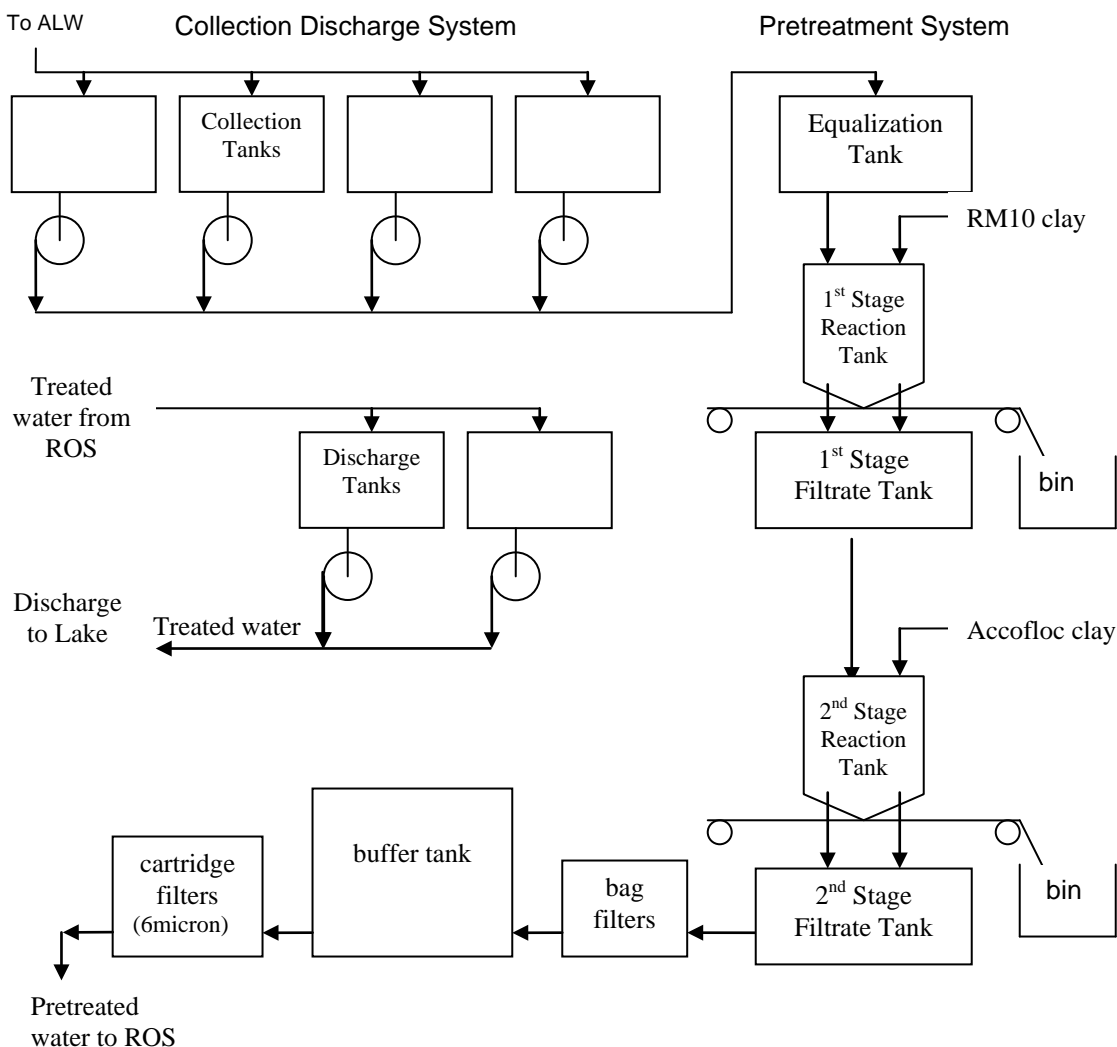 To ALW
Collection Discharge System
Pretreatment System
Collection
Tanks
Equalization
Tank
RM10 clay
1st Stage
Reaction
Tank
Treated
water from
ROS
Discharge
Tanks
1st Stage
Filtrate Tank
bin
Discharge
to Lake
Treated water
Accofloc clay
2nd Stage
Reaction
Tank
cartridge
filters
(6micron)
buffer tank
bag
filters
2nd Stage
Filtrate Tank
bin
Pretreated
water to ROS